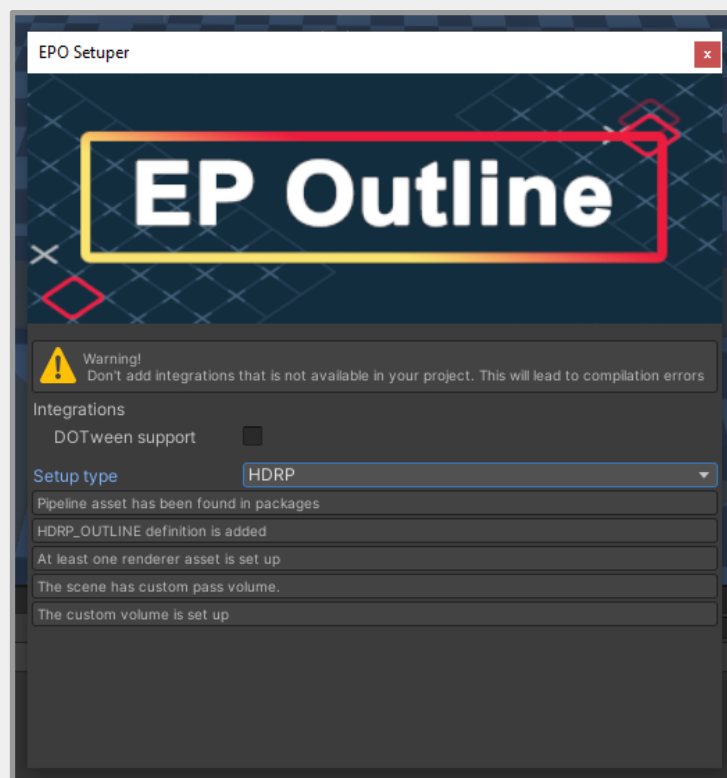 EPO Setuper
x
EP Outline
Warning!
Don't add integrations that is not available in your project. This will lead to compilation errors
Integrations
DOTween support
Setup type
HDRP
Pipeline asset has been found in packages
HDRP_OUTLINE definition is added
At least one renderer asset is set up
The scene has custom pass volume.
The custom volume is set up